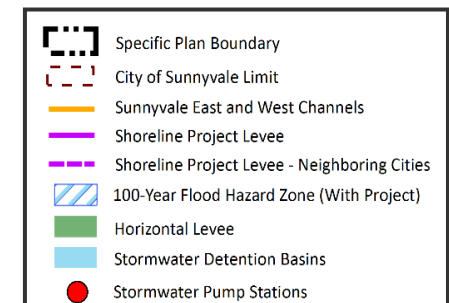 Specific Plan Boundary
City of Sunnyvale Limit
Sunnyvale East and West Channels
Shoreline Project Levee
Shoreline Project Levee - Neighboring Cities
100-Year Flood Hazard Zone (With Project)
Horizontal Levee
Stormwater Detention Basins
Stormwater Pump Stations